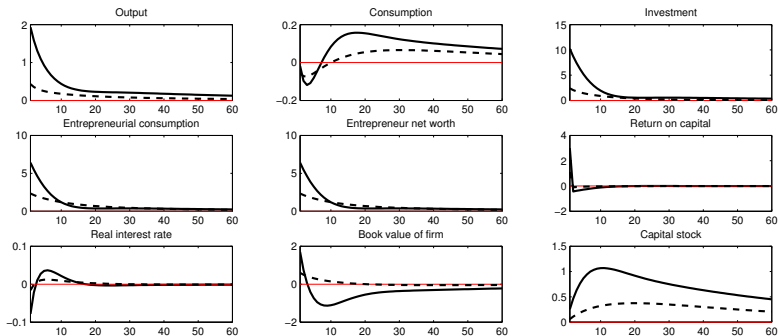 Output Consumption Investment
2 0.2 15
10
1 0
5
0 −0.2 0
10 20 30 40 50 60 10 20 30 40 50 60 10 20 30 40 50 60
Entrepreneurial consumption Entrepreneur net worth Return on capital
10 10 4
2
5 5
0
0 0 −2
10 20 30 40 50 60 10 20 30 40 50 60 10 20 30 40 50 60
Real interest rate Book value of firm Capital stock
0.1 2 1.5
1
0 0
0.5
−0.1 −2 0
10 20 30 40 50 60 10 20 30 40 50 60 10 20 30 40 50 60